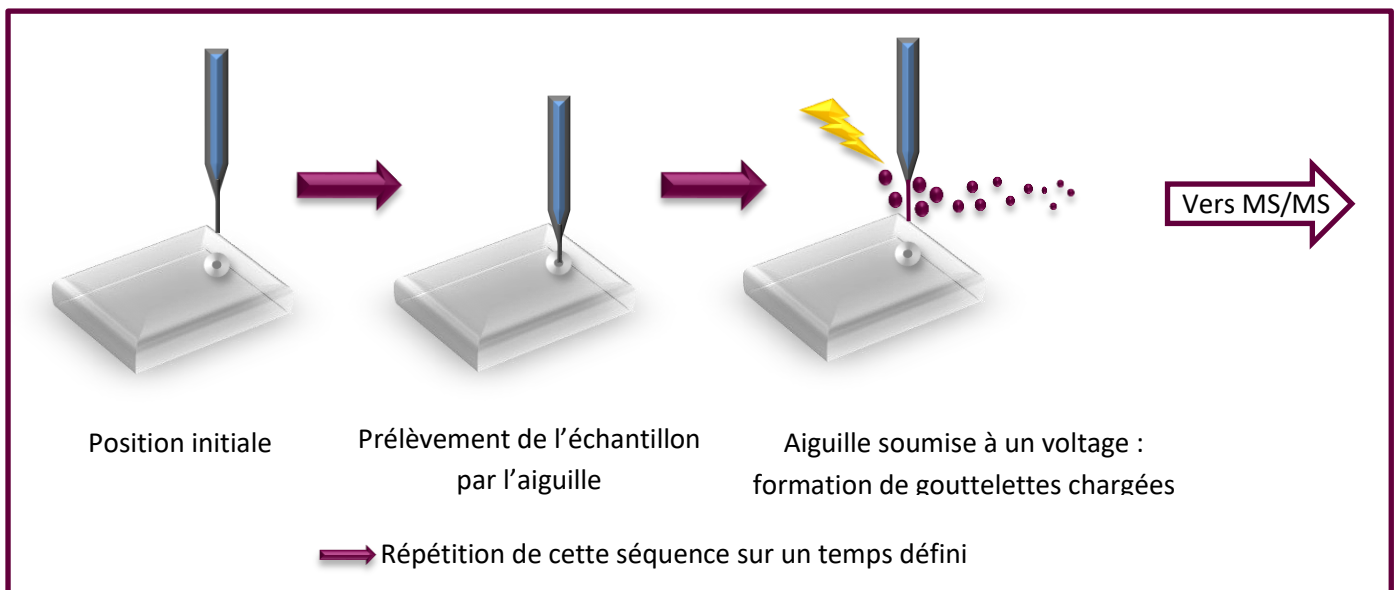 Vers MS/MS
Position initiale
Prélèvement de l’échantillon
par l’aiguille
Aiguille soumise à un voltage :
formation de gouttelettes chargées
Répétition de cette séquence sur un temps défini